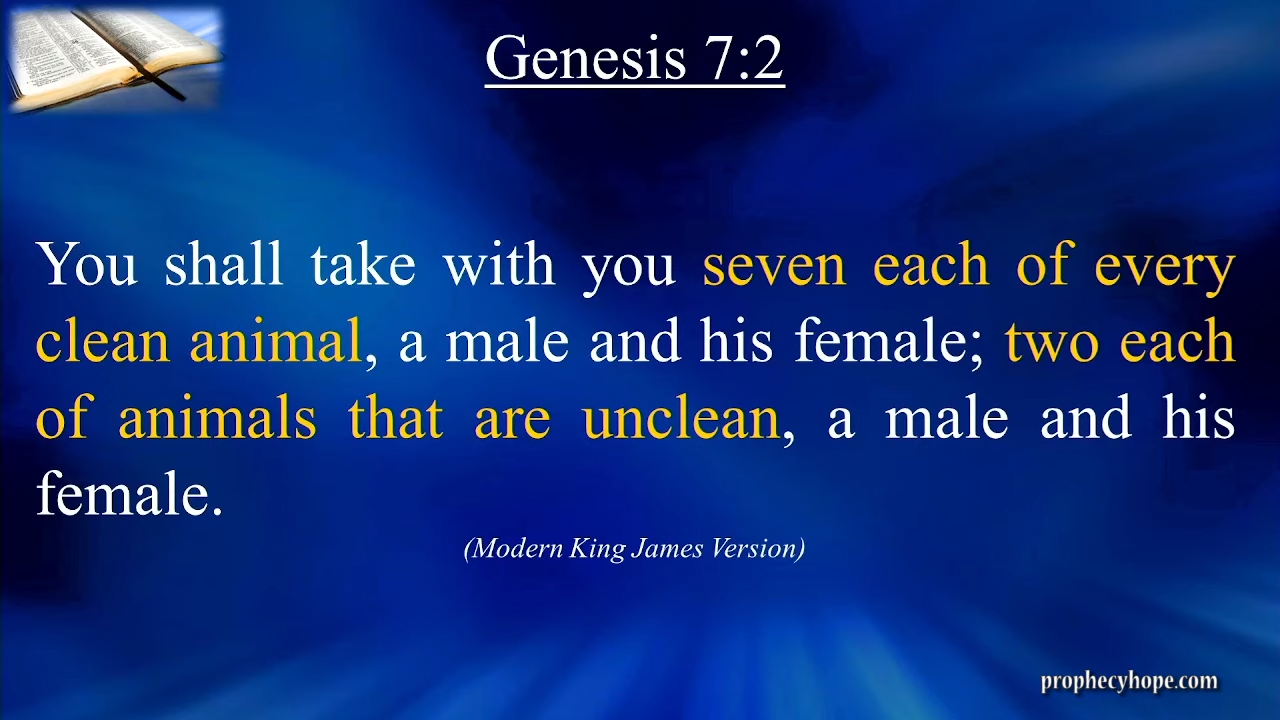 Genesis 7:2
You shall take with you seven each of every
clean animal, a male and his female; two each
of animals that are unclean, a male and his
female.
(Modern King James Version)
prophecyhope.com